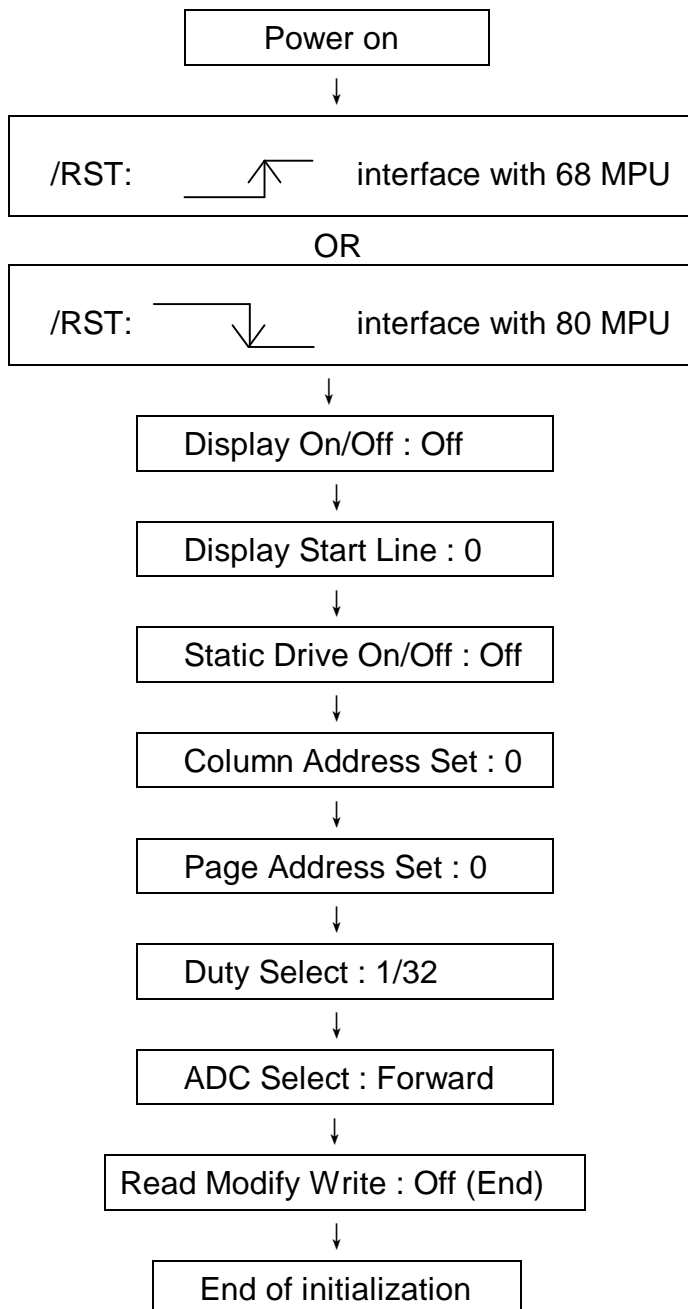 Power on
/RST: interface with 68 MPU
OR
/RST: interface with 80 MPU
Display On/Off : Off
Display Start Line : 0
Static Drive On/Off : Off
Column Address Set : 0
Page Address Set : 0
Duty Select : 1/32
ADC Select : Forward
Read Modify Write : Off (End)
End of initialization